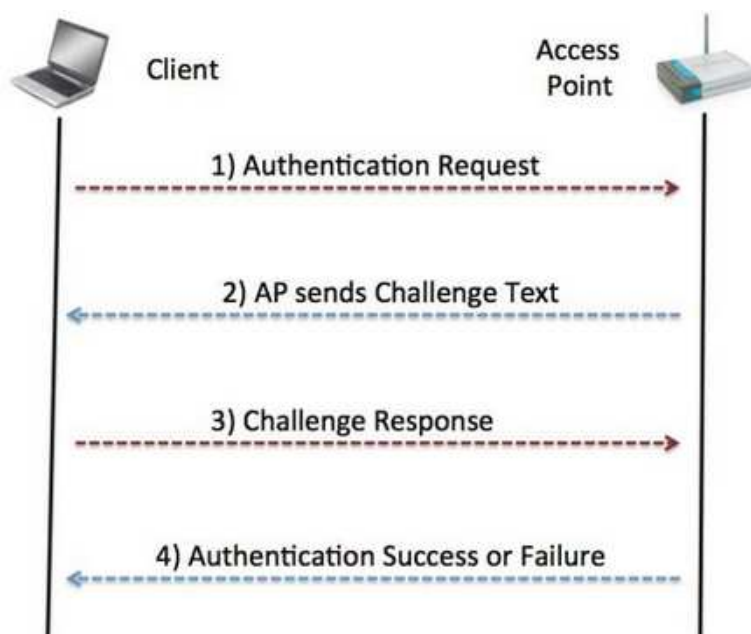 Client
Access
Point
1) Authentication Request
2) AP sends Challenge Text
3) Challenge Response
4) Authentication Success or Failure